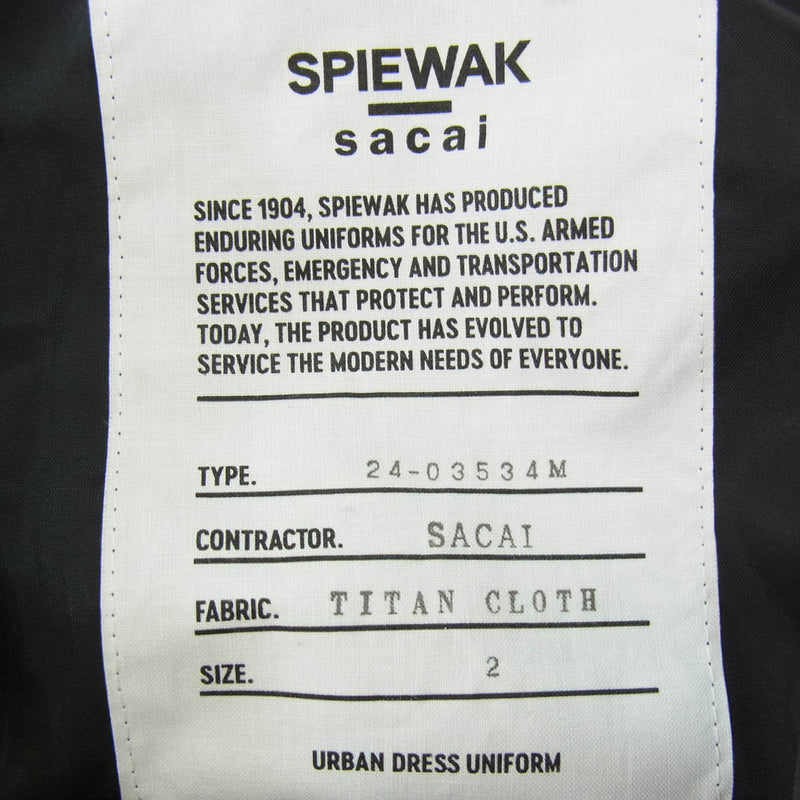 SPIEWAK
sacai
SINCE 1904, SPIEWAK HAS PRODUCED
ENDURING UNIFORMS FOR THE U.S. ARMED
FORCES, EMERGENCY AND TRANSPORTATION
SERVICES THAT PROTECT AND PERFORM.
TODAY, THE PRODUCT HAS EVOLVED TO
SERVICE THE MODERN NEEDS OF EVERYONE.
TYPE. 24-03534M
CONTRACTOR. SACAI
FABRIC. TITAN CLOTH
SIZE. 2
URBAN DRESS UNIFORM